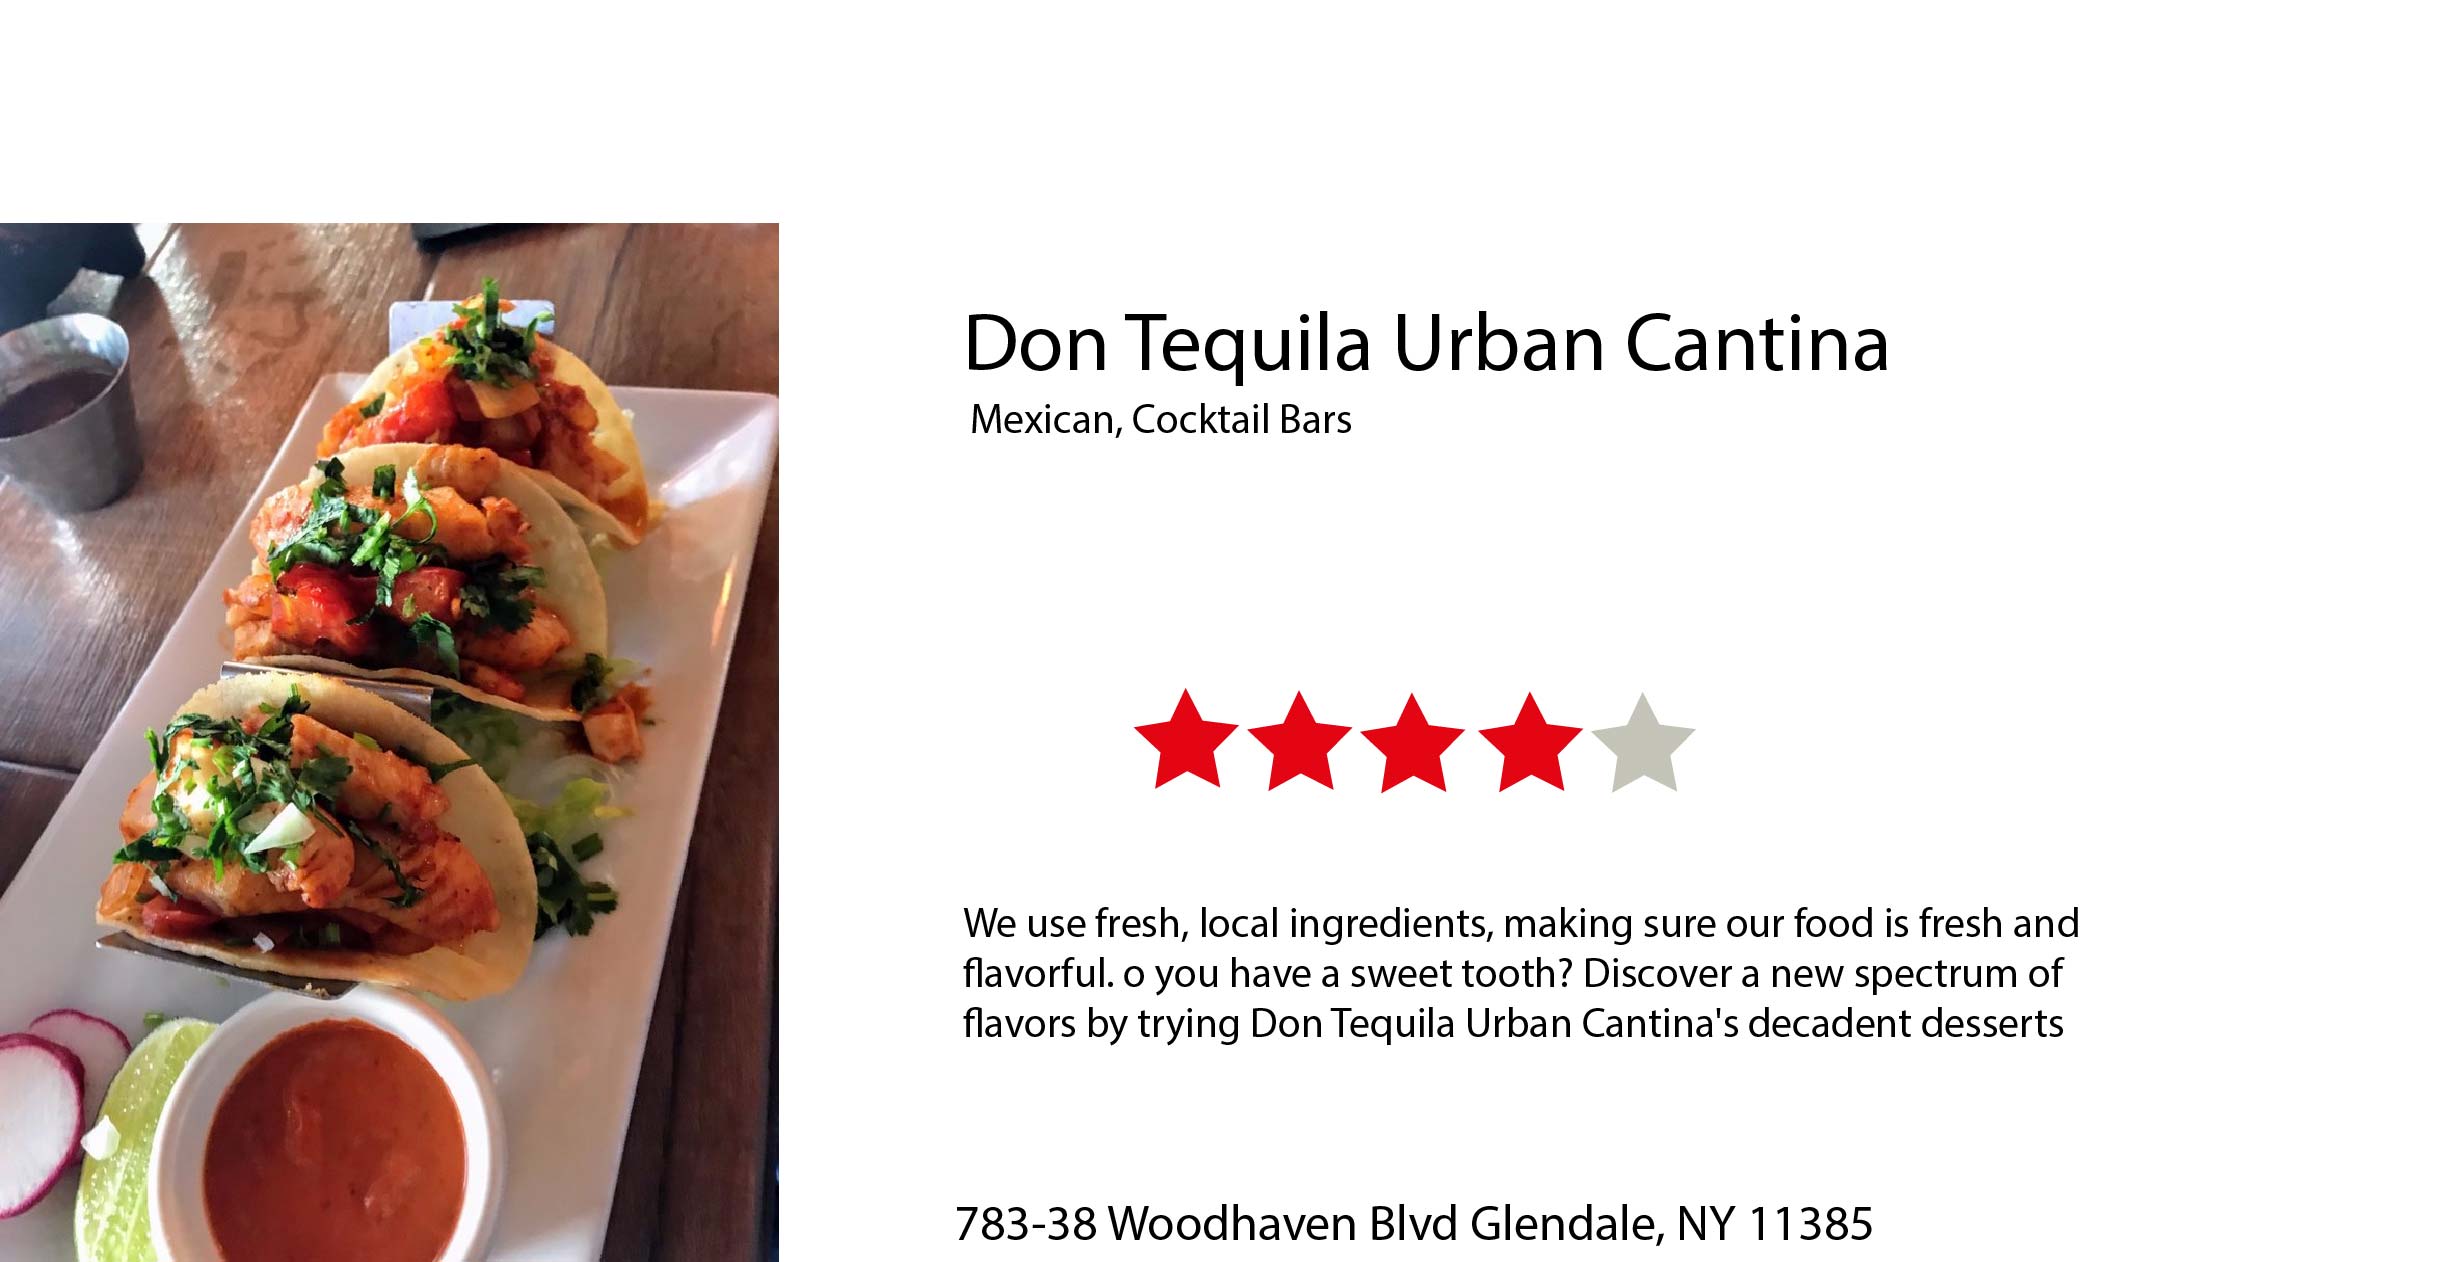 Don Tequila Urban Cantina
Mexican, Cocktail Bars
We use fresh, local ingredients, making sure our food is fresh and
flavorful. o you have a sweet tooth? Discover a new spectrum of
flavors by trying Don Tequila Urban Cantina's decadent desserts
783-38 Woodhaven Blvd Glendale, NY 11385